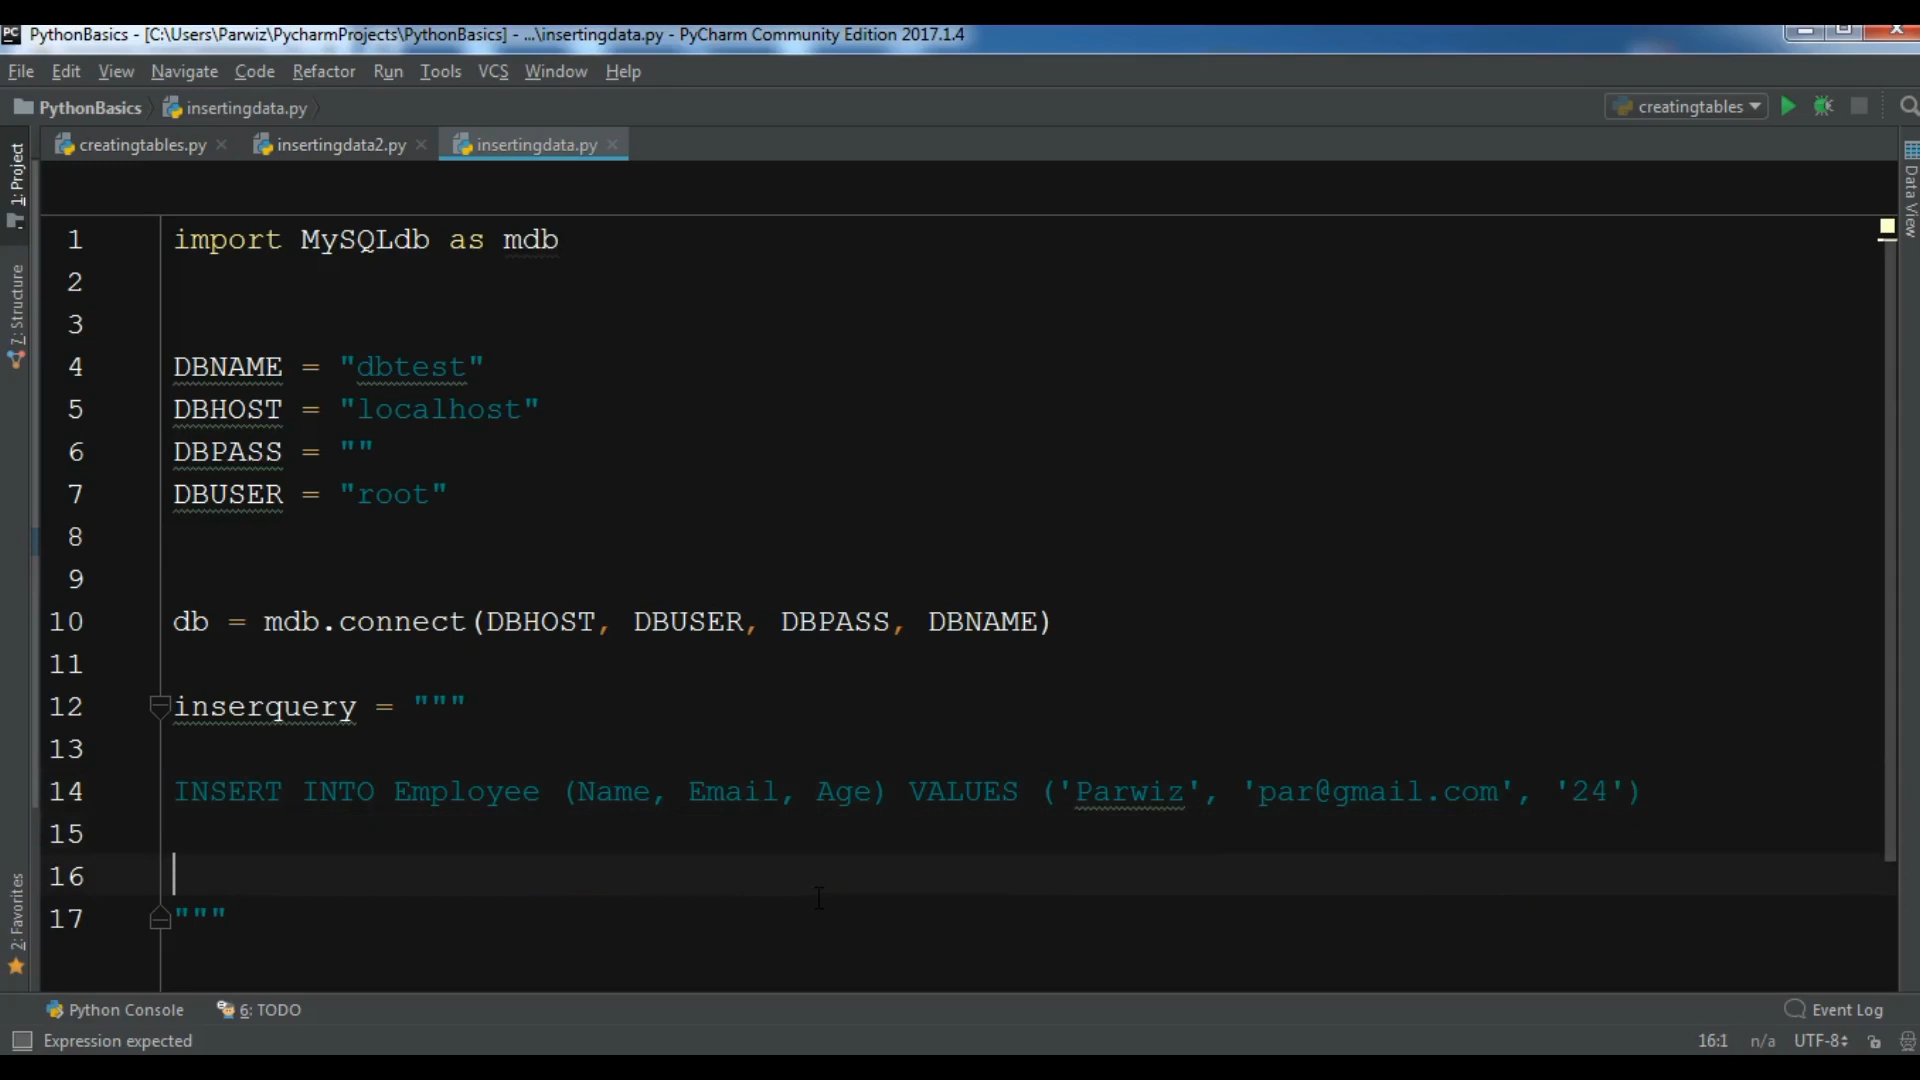 PC PythonBasics - [C:\Users\Parwiz\PycharmProjects\PythonBasics] - ...\insertingdata.py - PyCharm Community Edition 2017.1.4
File Edit View Navigate Code Refactor Run Tools VCS Window Help
PythonBasics insertingdata.py creatingtables
creatingtables.py insertingdata2.py insertingdata.py
1: Project
7: Structure
2: Favorites
Data View
1 import MySQLdb as mdb
2
3
4 DBNAME = "dbtest"
5 DBHOST = "localhost"
6 DBPASS = ""
7 DBUSER = "root"
8
9
10 db = mdb.connect(DBHOST, DBUSER, DBPASS, DBNAME)
11
12 inserquery = """
13
14 INSERT INTO Employee (Name, Email, Age) VALUES ('Parwiz', 'par@gmail.com', '24')
15
16
17 """
Python Console 6: TODO Event Log
Expression expected 16:1 n/a UTF-8